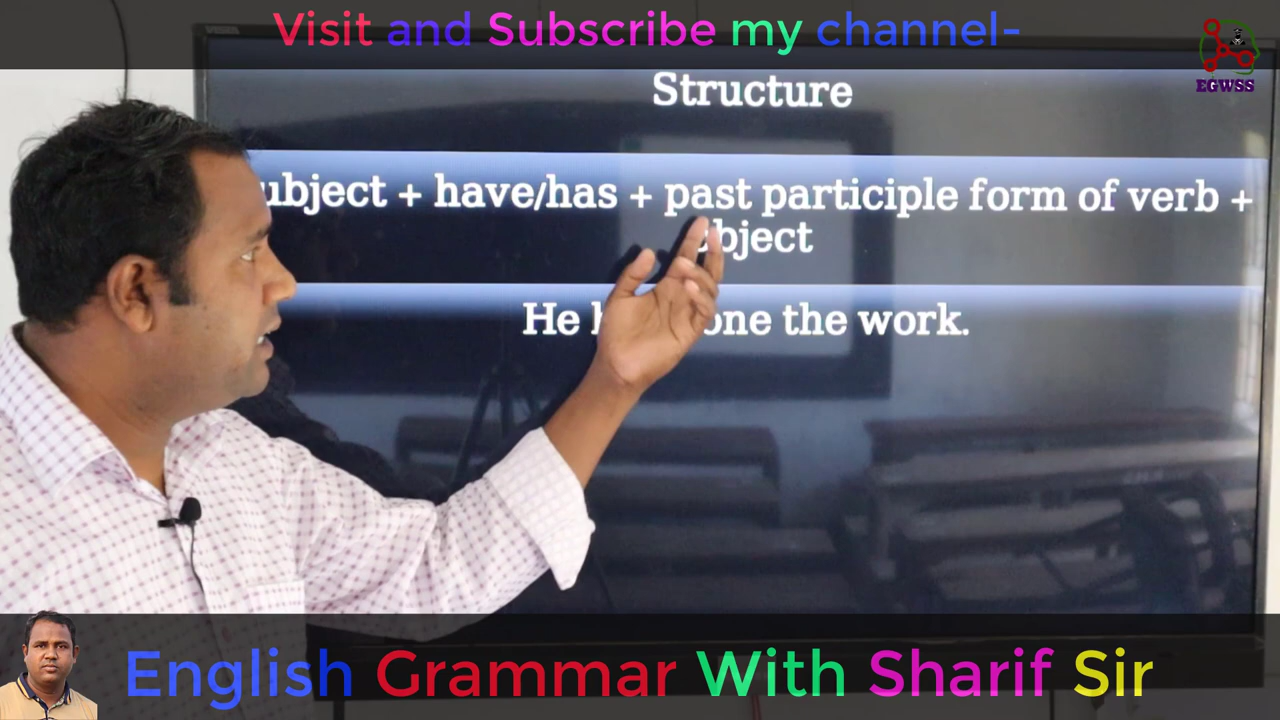 Visit and Subscribe my channel-
EGWSS
Structure
ubject + have/has + past participle form of verb +
bject
He h one the work.
English Grammar With Sharif Sir